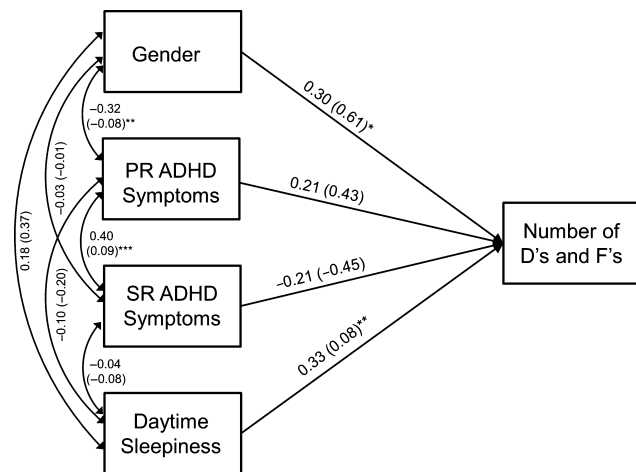 Gender
0.30 (0.61)*
–0.32
(–0.08)**
PR ADHD
Symptoms
0.21 (0.43)
–0.03 (–0.01)
0.18 (0.37)
0.40
(0.09)***
Number of
D’s and F’s
SR ADHD
Symptoms
–0.21 (–0.45)
–0.10 (–0.20)
–0.04
(–0.08)
0.33 (0.08)**
Daytime
Sleepiness